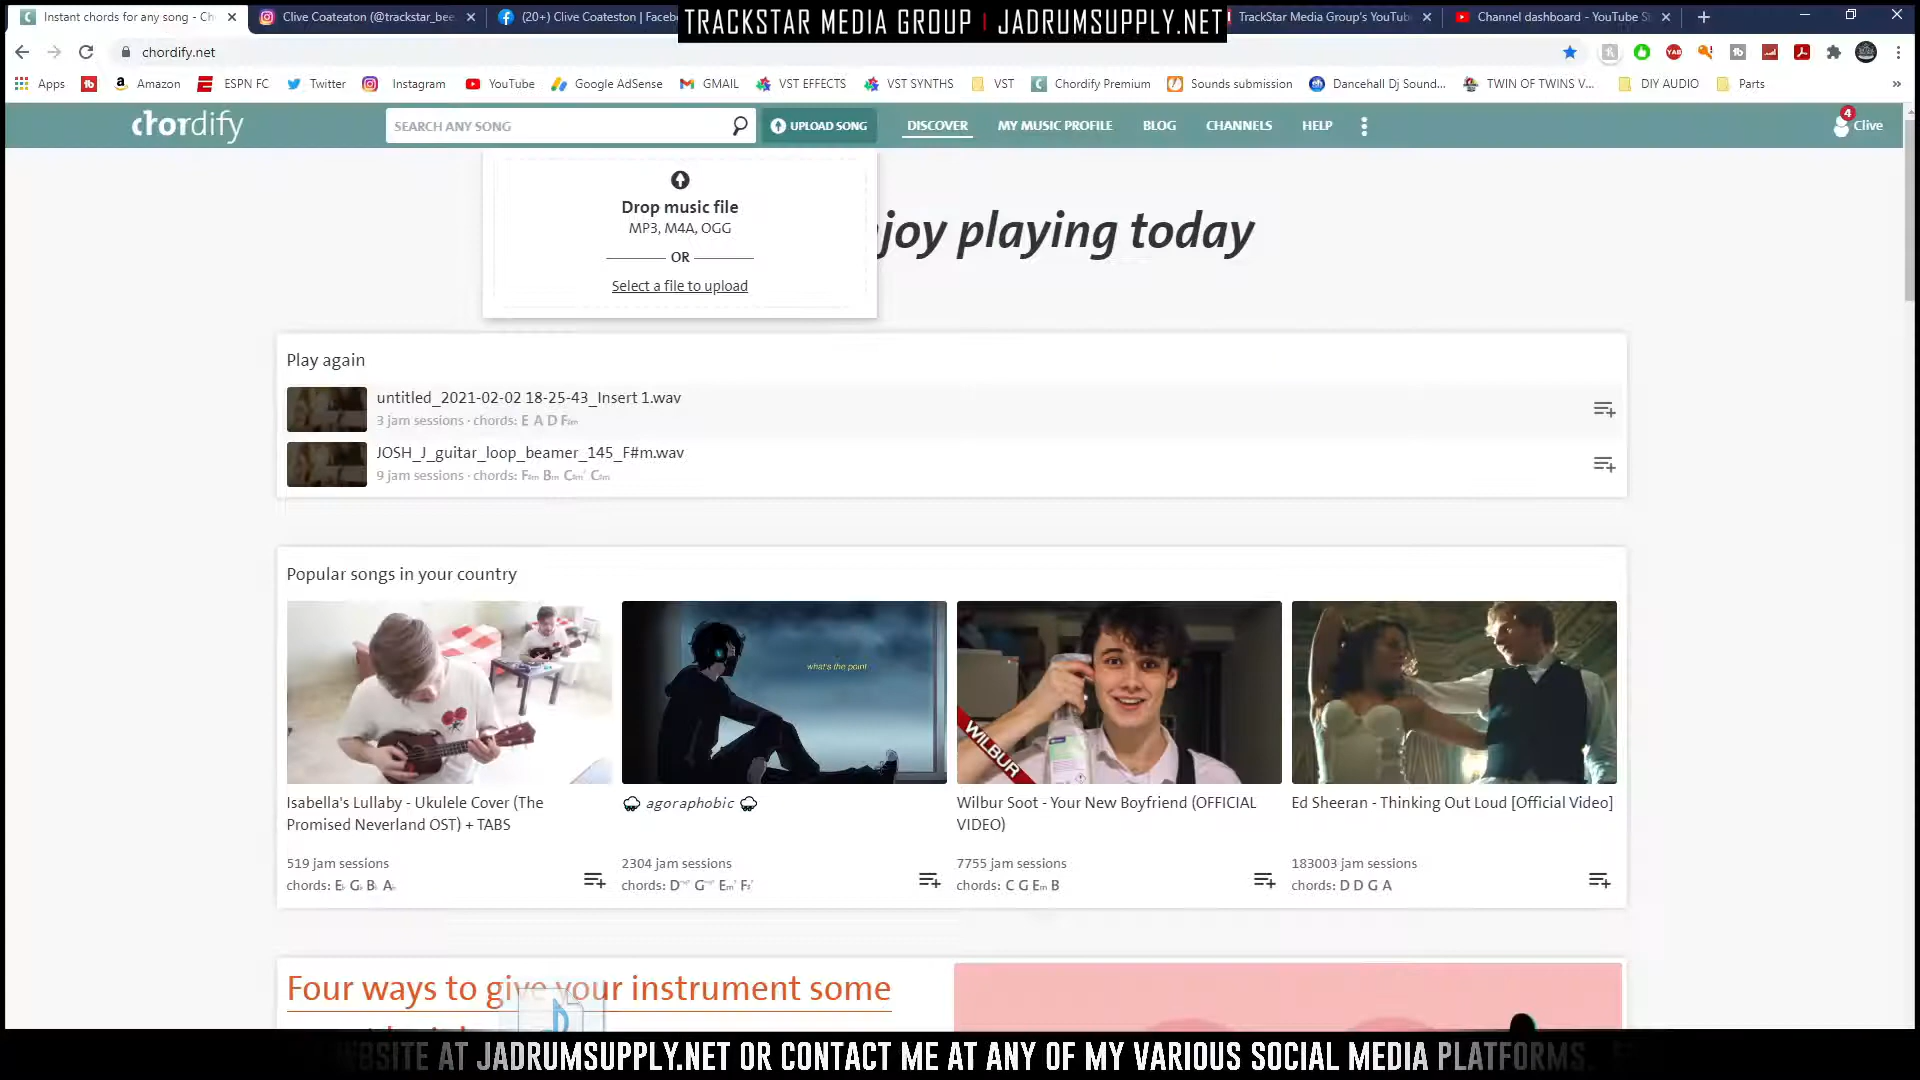 TRACKSTAR MEDIA GROUP | JADRUMSUPPLY.NET
Instant chords for any song - Ch
Clive Coateaton (@trackstar_bee
(20+) Clive Coateston | Faceb
TrackStar Media Group's YouTub
Channel dashboard - YouTube S
chordify.net
Apps
Amazon
ESPN FC
Twitter
Instagram
YouTube
Google AdSense
GMAIL
VST EFFECTS
VST SYNTHS
VST
Chordify Premium
Sounds submission
Dancehall Dj Sound...
TWIN OF TWINS V...
DIY AUDIO
Parts
chordify
SEARCH ANY SONG
UPLOAD SONG
DISCOVER
MY MUSIC PROFILE
BLOG
CHANNELS
HELP
4
Clive
Drop music file
MP3, M4A, OGG
OR
Select a file to upload
joy playing today
Play again
untitled_2021-02-02 18-25-43_Insert 1.wav
3 jam sessions · chords: E A D F#m
JOSH_J_guitar_loop_beamer_145_F#m.wav
9 jam sessions · chords: F#m Bm C#m7 C#m
Popular songs in your country
what's the point
WILBUR
Isabella's Lullaby - Ukulele Cover (The
Promised Neverland OST) + TABS
519 jam sessions
chords: E♭ G♭ B♭ A♭
agoraphobic
2304 jam sessions
chords: D G Em7 F#7
Wilbur Soot - Your New Boyfriend (OFFICIAL
VIDEO)
7755 jam sessions
chords: C G Em B
Ed Sheeran - Thinking Out Loud [Official Video]
183003 jam sessions
chords: D D G A
Four ways to give your instrument some
WEBSITE AT JADRUMSUPPLY.NET OR CONTACT ME AT ANY OF MY VARIOUS SOCIAL MEDIA PLATFORMS.